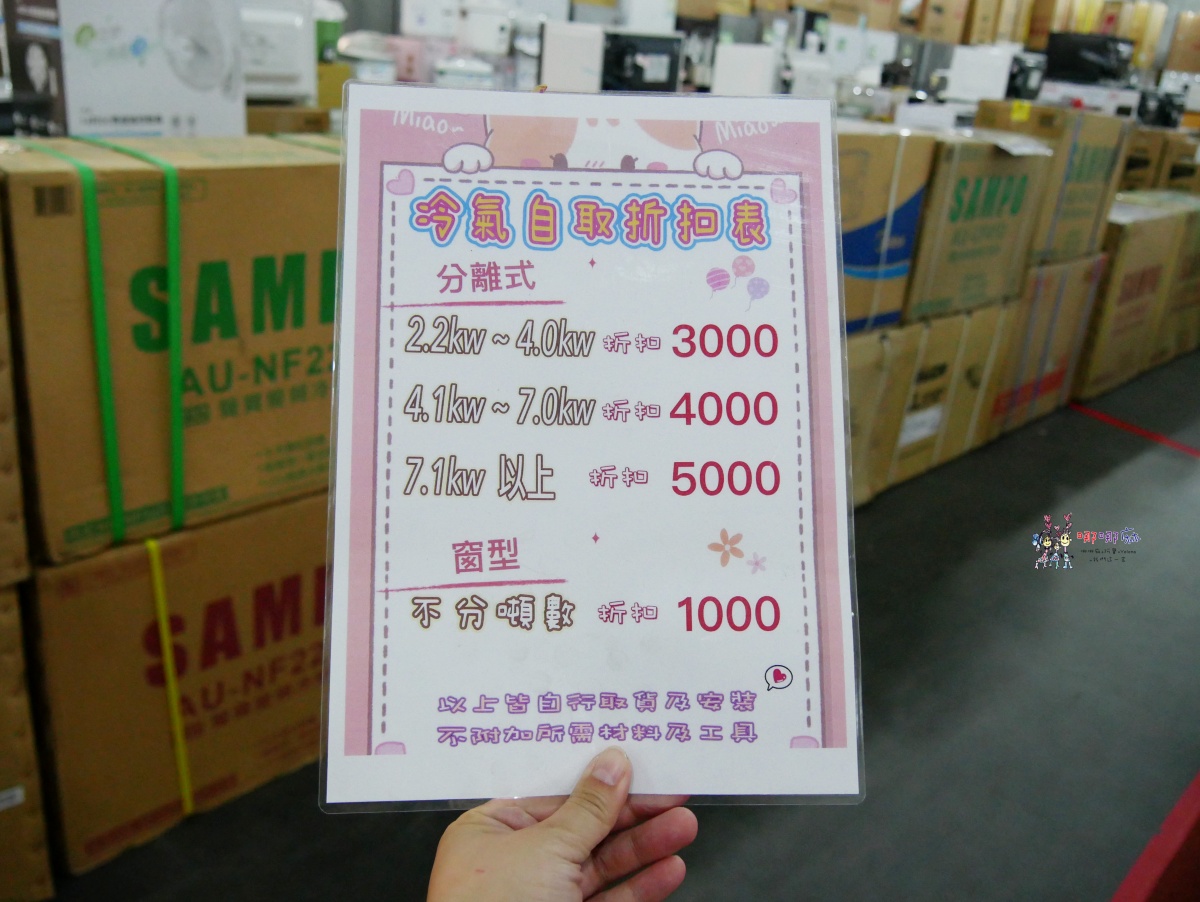 Miao~
Miao~
冷氣自取折扣表
分離式
2.2kw ~ 4.0kw 折扣 3000
4.1kw ~ 7.0kw 折扣 4000
7.1kw 以上 折扣 5000
窗型
不分噸數 折扣 1000
以上皆自行取貨及安裝
不附加所需材料及工具
SAMP
AU-NF22
SAMP
AU-NF22
SAMPO
SAMPO
SAMPO